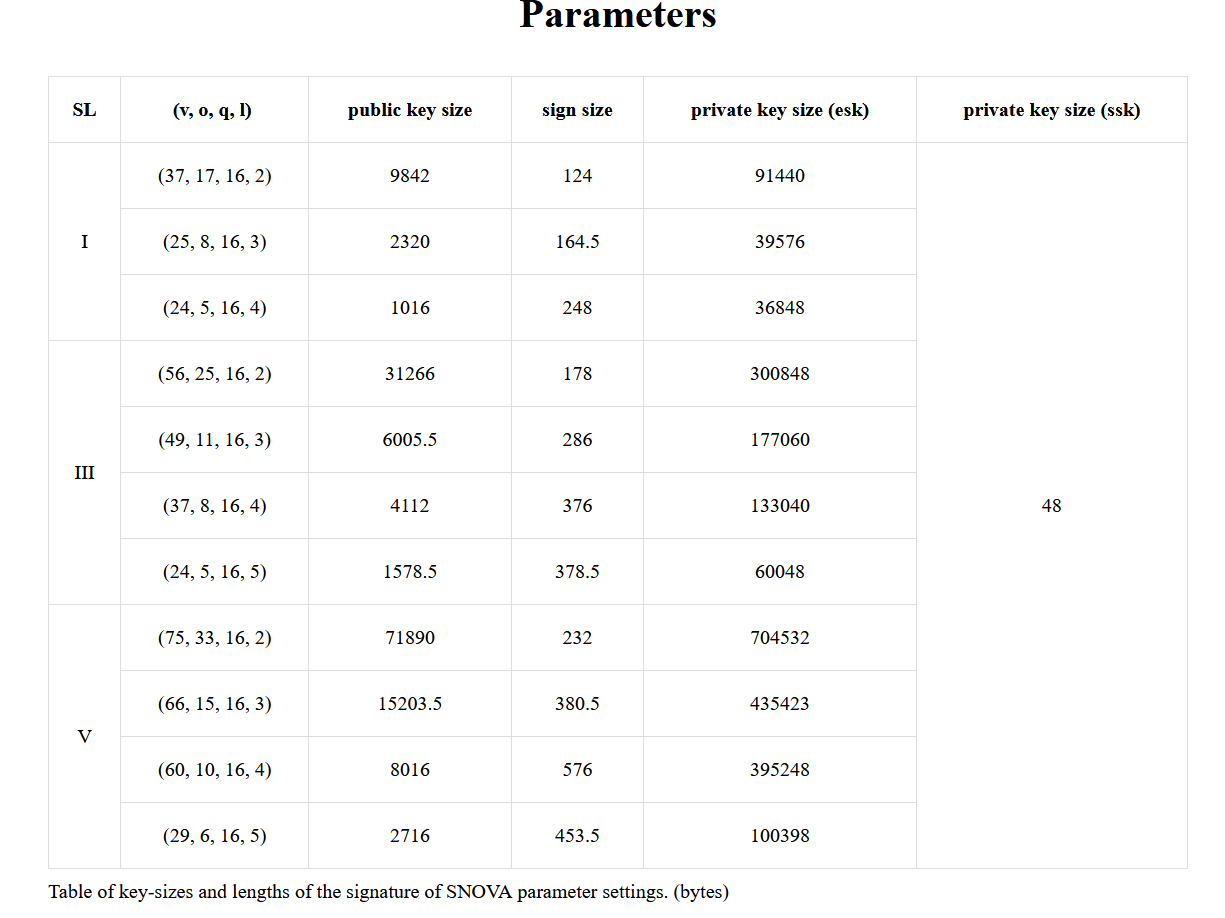 Parameters
SL (v, o, q, l) public key size sign size private key size (esk) private key size (ssk)
(37, 17, 16, 2) 9842 124 91440
I (25, 8, 16, 3) 2320 164.5 39576
(24, 5, 16, 4) 1016 248 36848
(56, 25, 16, 2) 31266 178 300848
(49, 11, 16, 3) 6005.5 286 177060
III
(37, 8, 16, 4) 4112 376 133040 48
(24, 5, 16, 5) 1578.5 378.5 60048
(75, 33, 16, 2) 71890 232 704532
(66, 15, 16, 3) 15203.5 380.5 435423
V
(60, 10, 16, 4) 8016 576 395248
(29, 6, 16, 5) 2716 453.5 100398
Table of key-sizes and lengths of the signature of SNOVA parameter settings. (bytes)